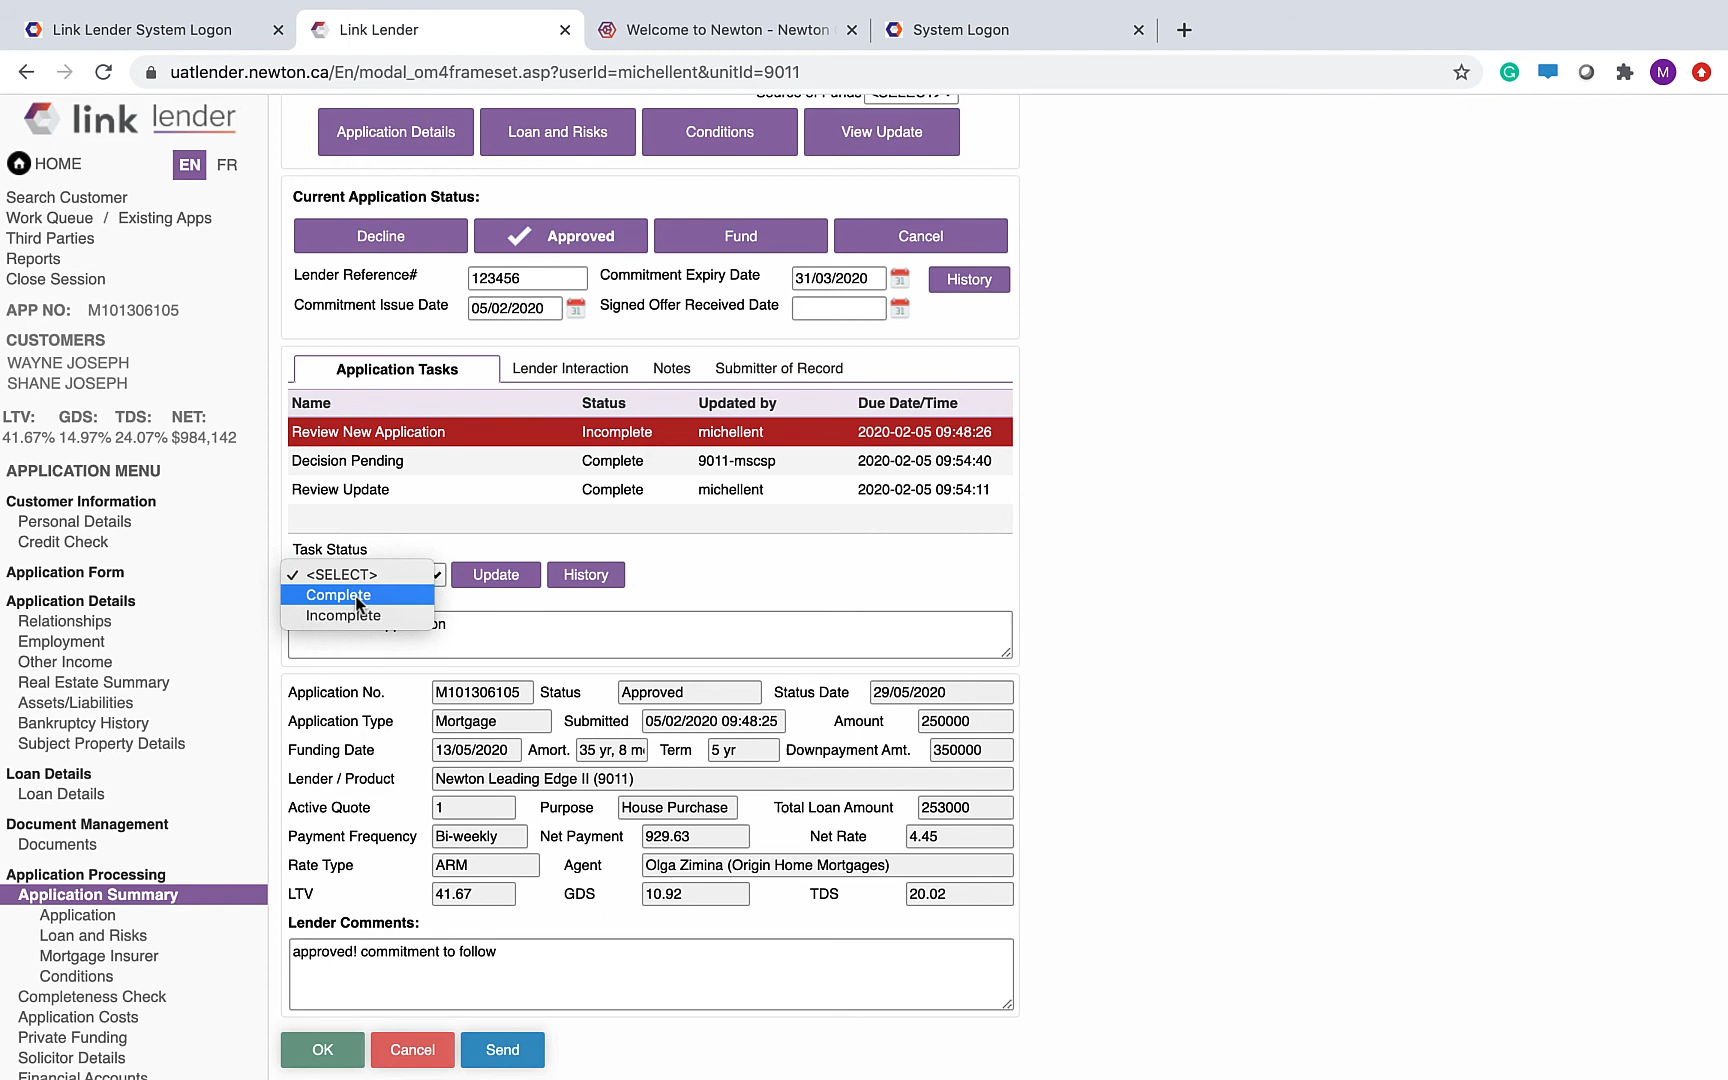 Link Lender System Logon
Link Lender
Welcome to Newton - Newton
System Logon
uatlender.newton.ca/En/modal_om4frameset.asp?userId=michellent&unitId=9011
M
link lender
HOME
EN FR
Search Customer
Work Queue / Existing Apps
Third Parties
Reports
Close Session
APP NO: M101306105
CUSTOMERS
WAYNE JOSEPH
SHANE JOSEPH
LTV: GDS: TDS: NET:
41.67% 14.97% 24.07% $984,142
APPLICATION MENU
Customer Information
Personal Details
Credit Check
Application Form
Application Details
Relationships
Employment
Other Income
Real Estate Summary
Assets/Liabilities
Bankruptcy History
Subject Property Details
Loan Details
Loan Details
Document Management
Documents
Application Processing
Application Summary
Application
Loan and Risks
Mortgage Insurer
Conditions
Completeness Check
Application Costs
Private Funding
Solicitor Details
Financial Accounts
Source of Funds <SELECT>
Application Details Loan and Risks Conditions View Update
Current Application Status:
Decline Approved Fund Cancel
Lender Reference# 123456 Commitment Expiry Date 31/03/2020 History
Commitment Issue Date 05/02/2020 Signed Offer Received Date
Application Tasks Lender Interaction Notes Submitter of Record
Name Status Updated by Due Date/Time
Review New Application Incomplete michellent 2020-02-05 09:48:26
Decision Pending Complete 9011-mscsp 2020-02-05 09:54:40
Review Update Complete michellent 2020-02-05 09:54:11
Task Status
<SELECT> Update History
Complete
Incomplete
on
Application No. M101306105 Status Approved Status Date 29/05/2020
Application Type Mortgage Submitted 05/02/2020 09:48:25 Amount 250000
Funding Date 13/05/2020 Amort. 35 yr, 8 m Term 5 yr Downpayment Amt. 350000
Lender / Product Newton Leading Edge II (9011)
Active Quote 1 Purpose House Purchase Total Loan Amount 253000
Payment Frequency Bi-weekly Net Payment 929.63 Net Rate 4.45
Rate Type ARM Agent Olga Zimina (Origin Home Mortgages)
LTV 41.67 GDS 10.92 TDS 20.02
Lender Comments:
approved! commitment to follow
OK Cancel Send